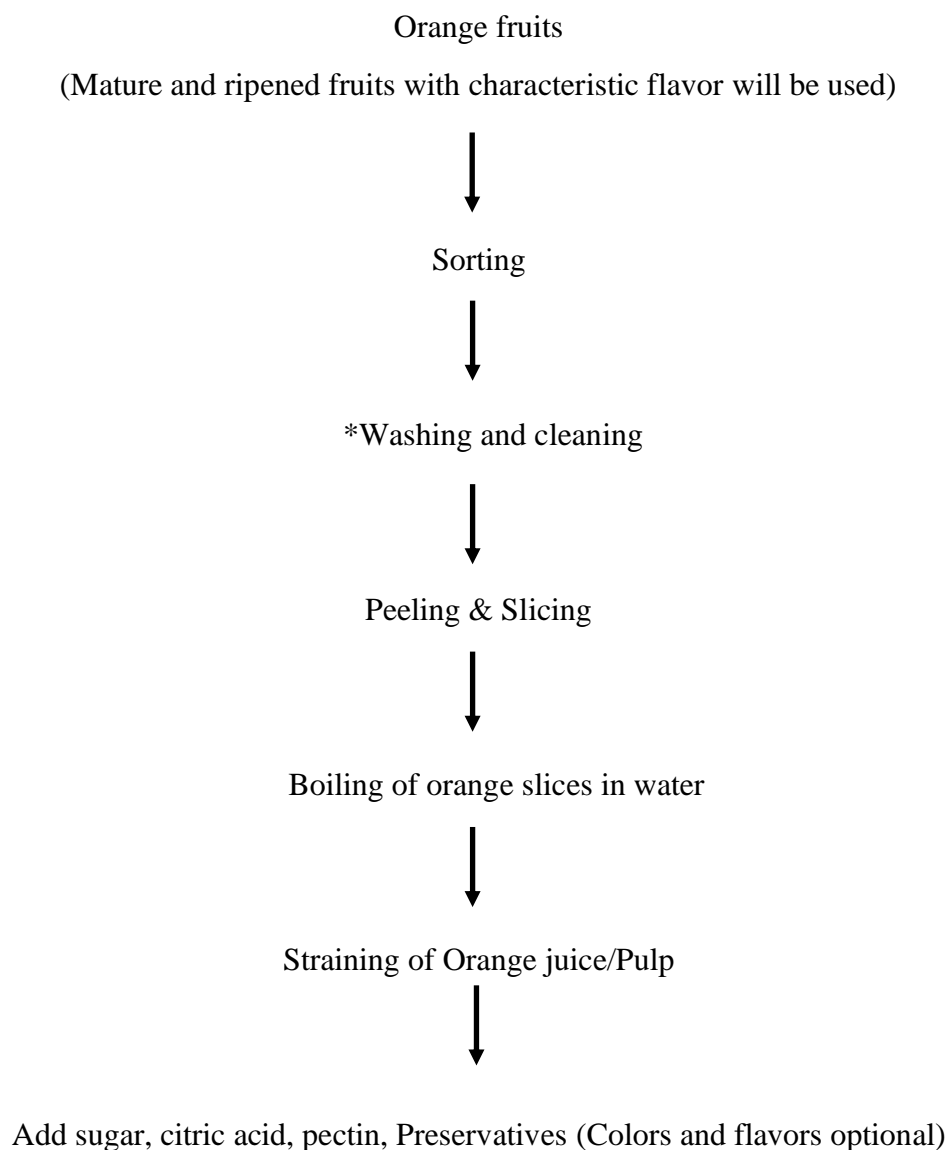 Orange fruits
(Mature and ripened fruits with characteristic flavor will be used)
Sorting
*Washing and cleaning
Peeling & Slicing
Boiling of orange slices in water
Straining of Orange juice/Pulp
Add sugar, citric acid, pectin, Preservatives (Colors and flavors optional)